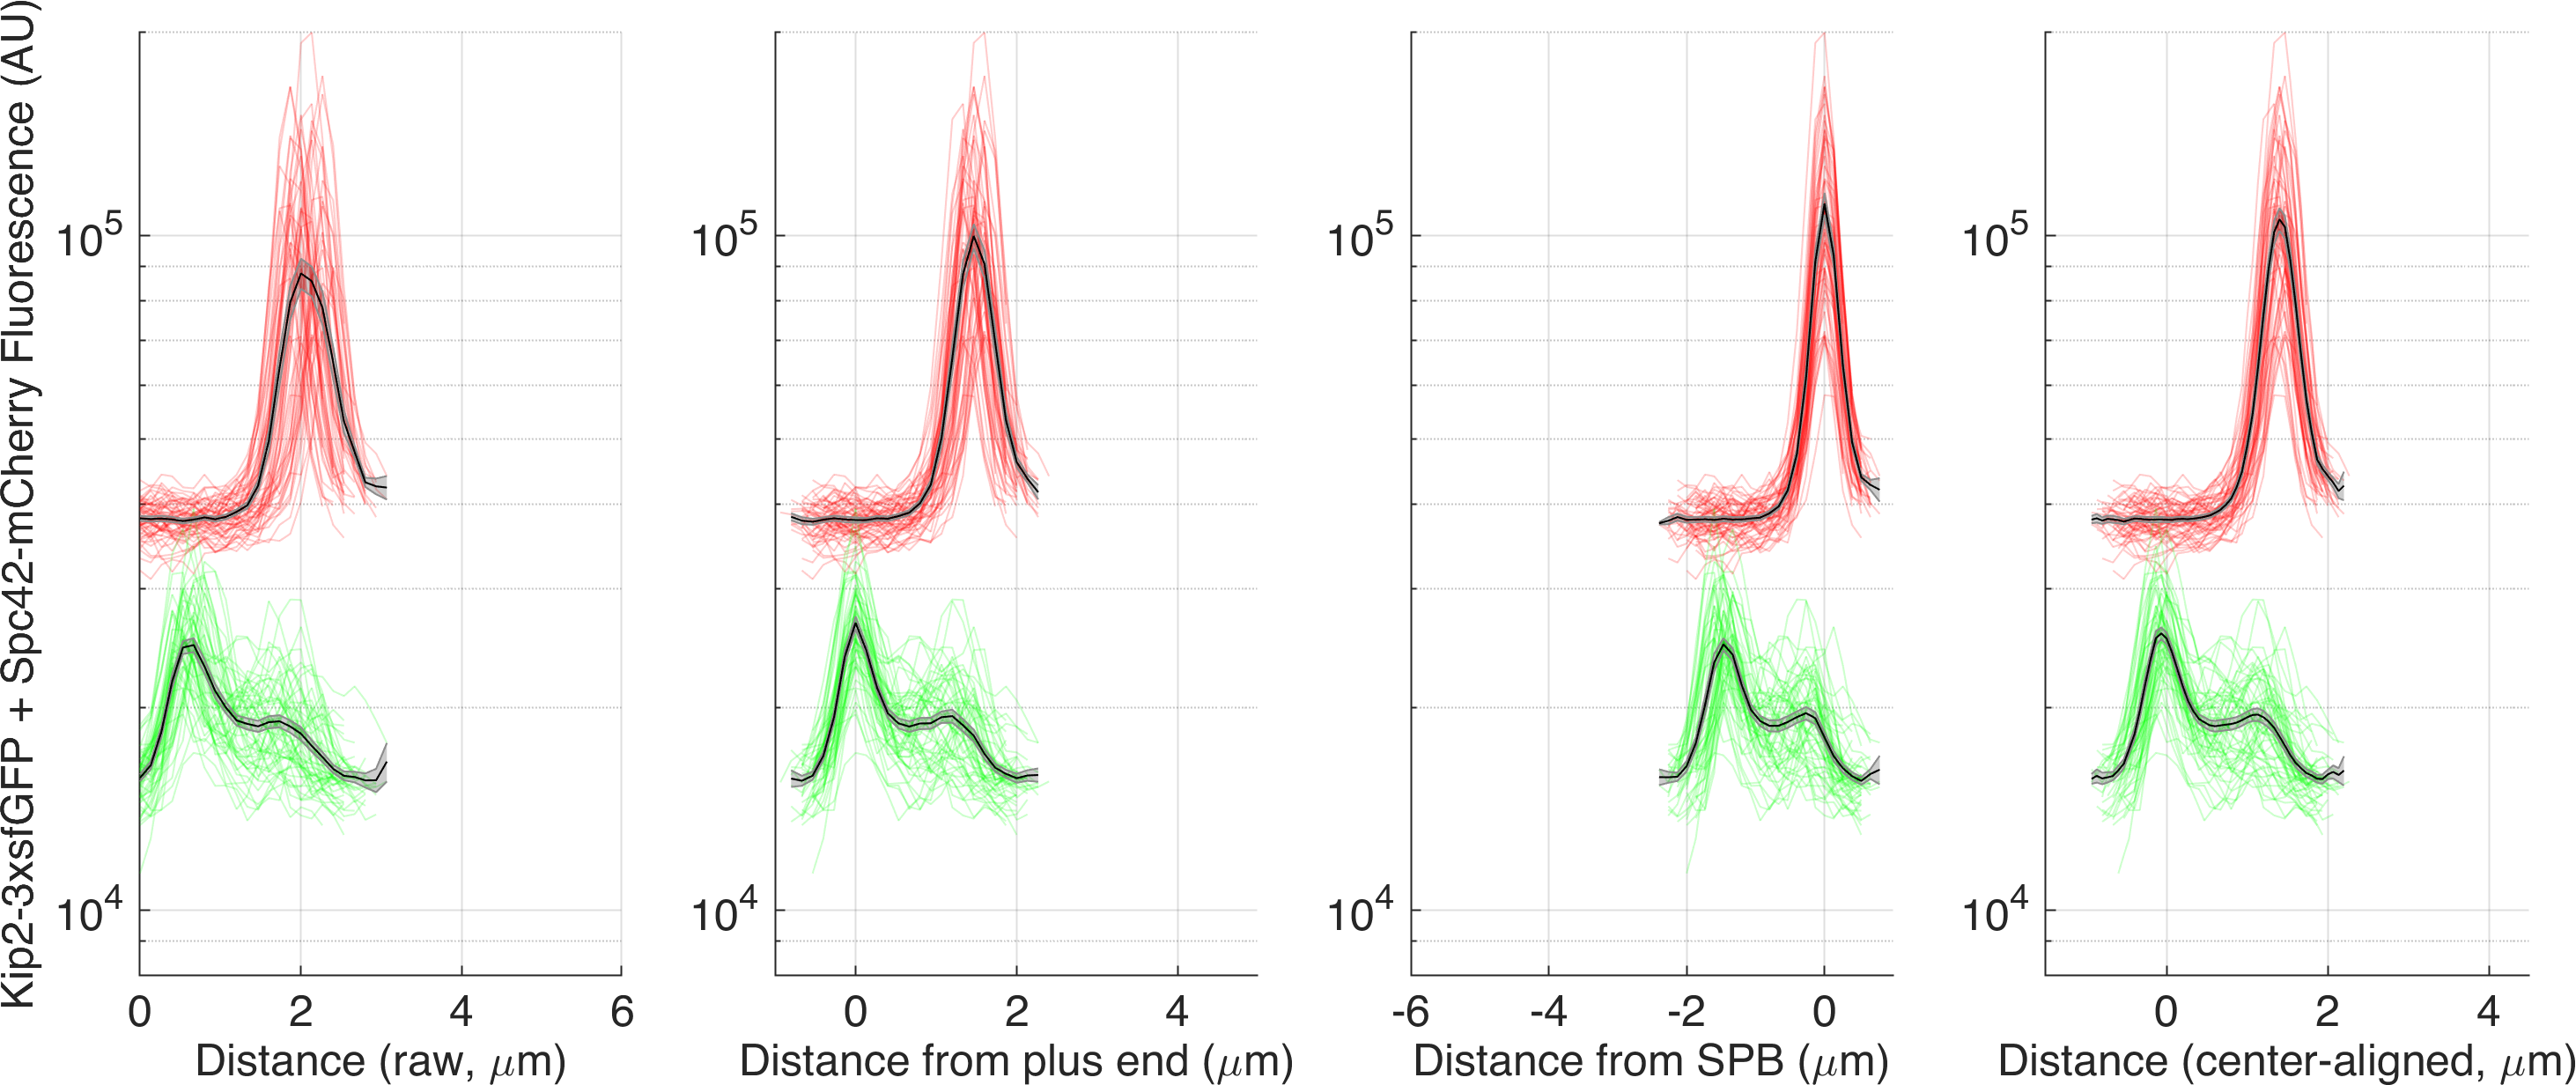 Kip2-3xsfGFP + Spc42-mCherry Fluorescence (AU)
10^5
10^4
0 2 4 6
Distance (raw, μm)
10^5
10^4
0 2 4
Distance from plus end (μm)
10^5
10^4
-6 -4 -2 0
Distance from SPB (μm)
10^5
10^4
0 2 4
Distance (center-aligned, μm)